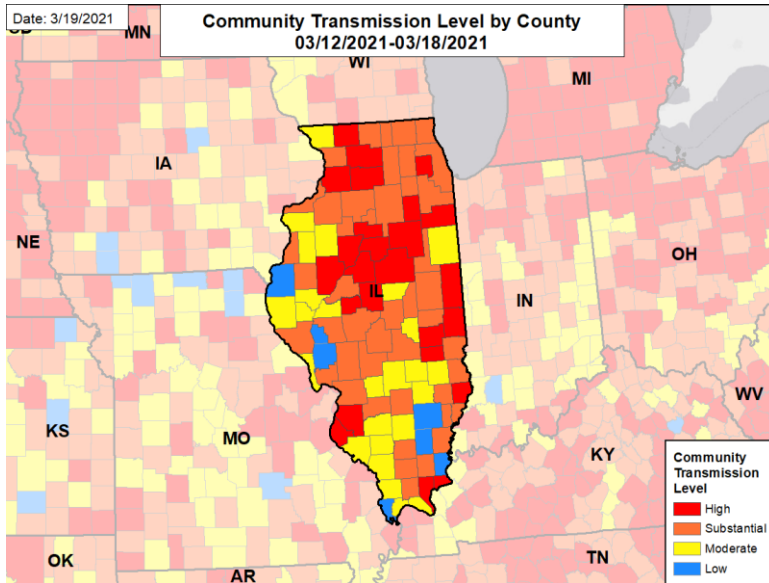 Date: 3/19/2021
Community Transmission Level by County
03/12/2021-03/18/2021
MN
WI
MI
IA
NE
IL
IN
OH
KS
MO
WV
KY
OK
AR
TN
Community
Transmission
Level
High
Substantial
Moderate
Low